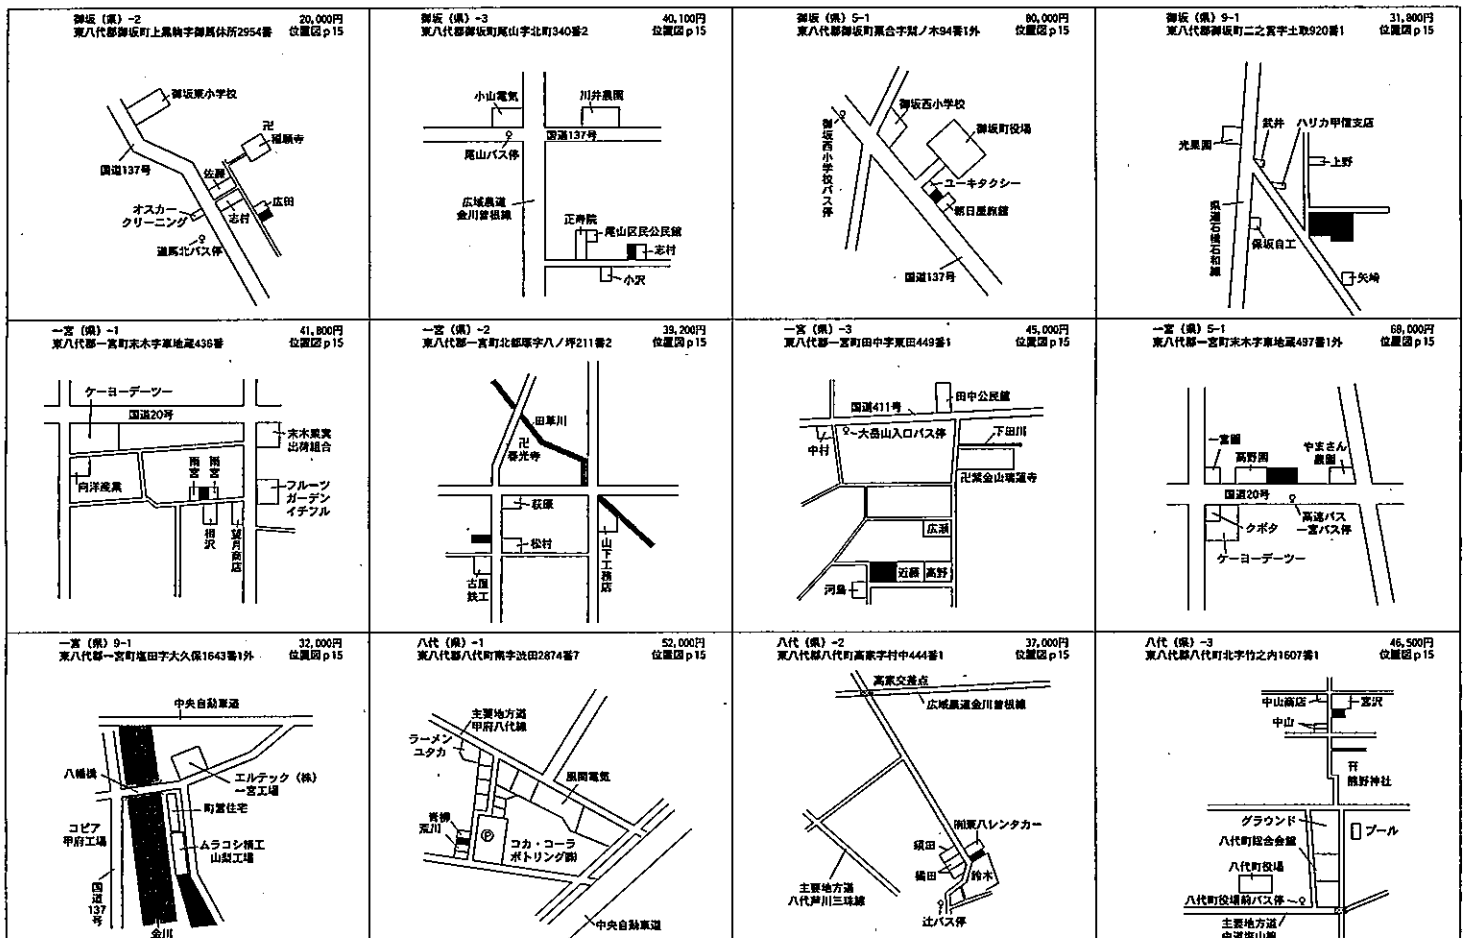 御坂（県）-2 20,000円
東八代郡御坂町上黒駒字御馬休所2954番 位置図p15
御坂東小学校
卍
称願寺
国道137号
佐藤
広田
オスカー
クリーニング
志村
道馬北バス停
御坂（県）-3 40,100円
東八代郡御坂町尾山字北町340番2 位置図p15
小山電気
川井農園
国道137号
尾山バス停
広域農道
金川曽根線
正寿院
尾山区民公民館
志村
小沢
御坂（県）5-1 80,000円
東八代郡御坂町栗合字梨ノ木94番1外 位置図p15
御坂西小学校
御坂町役場
御坂西小学校バス停
ユーキタクシー
朝日屋旅館
国道137号
御坂（県）9-1 31,800円
東八代郡御坂町二之宮字土取920番1 位置図p15
武井
ハリカ甲信支店
光果園
上野
県道石橋石和線
保坂自工
矢崎
一宮（県）-1 41,800円
東八代郡一宮町末木字車地蔵436番 位置図p15
ケーヨーデーツー
国道20号
末木果実
出荷組合
雨宮
雨宮
向洋産業
フルーツ
ガーデン
イチフル
相沢
望月商店
一宮（県）-2 39,200円
東八代郡一宮町北都塚字八ノ坪211番2 位置図p15
田草川
卍
春光寺
萩原
松村
古屋
鉄工
山下工務店
一宮（県）-3 45,000円
東八代郡一宮町田中字東田449番1 位置図p15
国道411号
田中公民館
大岳山入口バス停
中村
下田川
卍紫金山瑞蓮寺
広瀬
近藤
高野
河島
一宮（県）5-1 68,000円
東八代郡一宮町末木字車地蔵497番1外 位置図p15
一宮園
高野園
やまさん
農園
国道20号
クボタ
高速バス
一宮バス停
ケーヨーデーツー
一宮（県）9-1 32,000円
東八代郡一宮町塩田字大久保1643番1外 位置図p15
中央自動車道
八幡橋
エルテック（株）
一宮工場
町営住宅
コピア
甲府工場
ムラコシ精工
山梨工場
国道137号
金川
八代（県）-1 52,000円
東八代郡八代町南字渋田2874番7 位置図p15
主要地方道
甲府八代線
ラーメン
ユタカ
風間電気
青柳
荒川
P
コカ・コーラ
ボトリング㈱
中央自動車道
八代（県）-2 37,000円
東八代郡八代町高家字村中444番1 位置図p15
高家交差点
広域農道金川曽根線
㈲東八レンタカー
鈴木
主要地方道
八代芦川三珠線
辻バス停
八代（県）-3 46,500円
東八代郡八代町北字竹之内1607番1 位置図p15
中山商店
宮沢
中山
熊野神社
グラウンド
プール
八代町総合会館
八代町役場
八代町役場前バス停
主要地方道